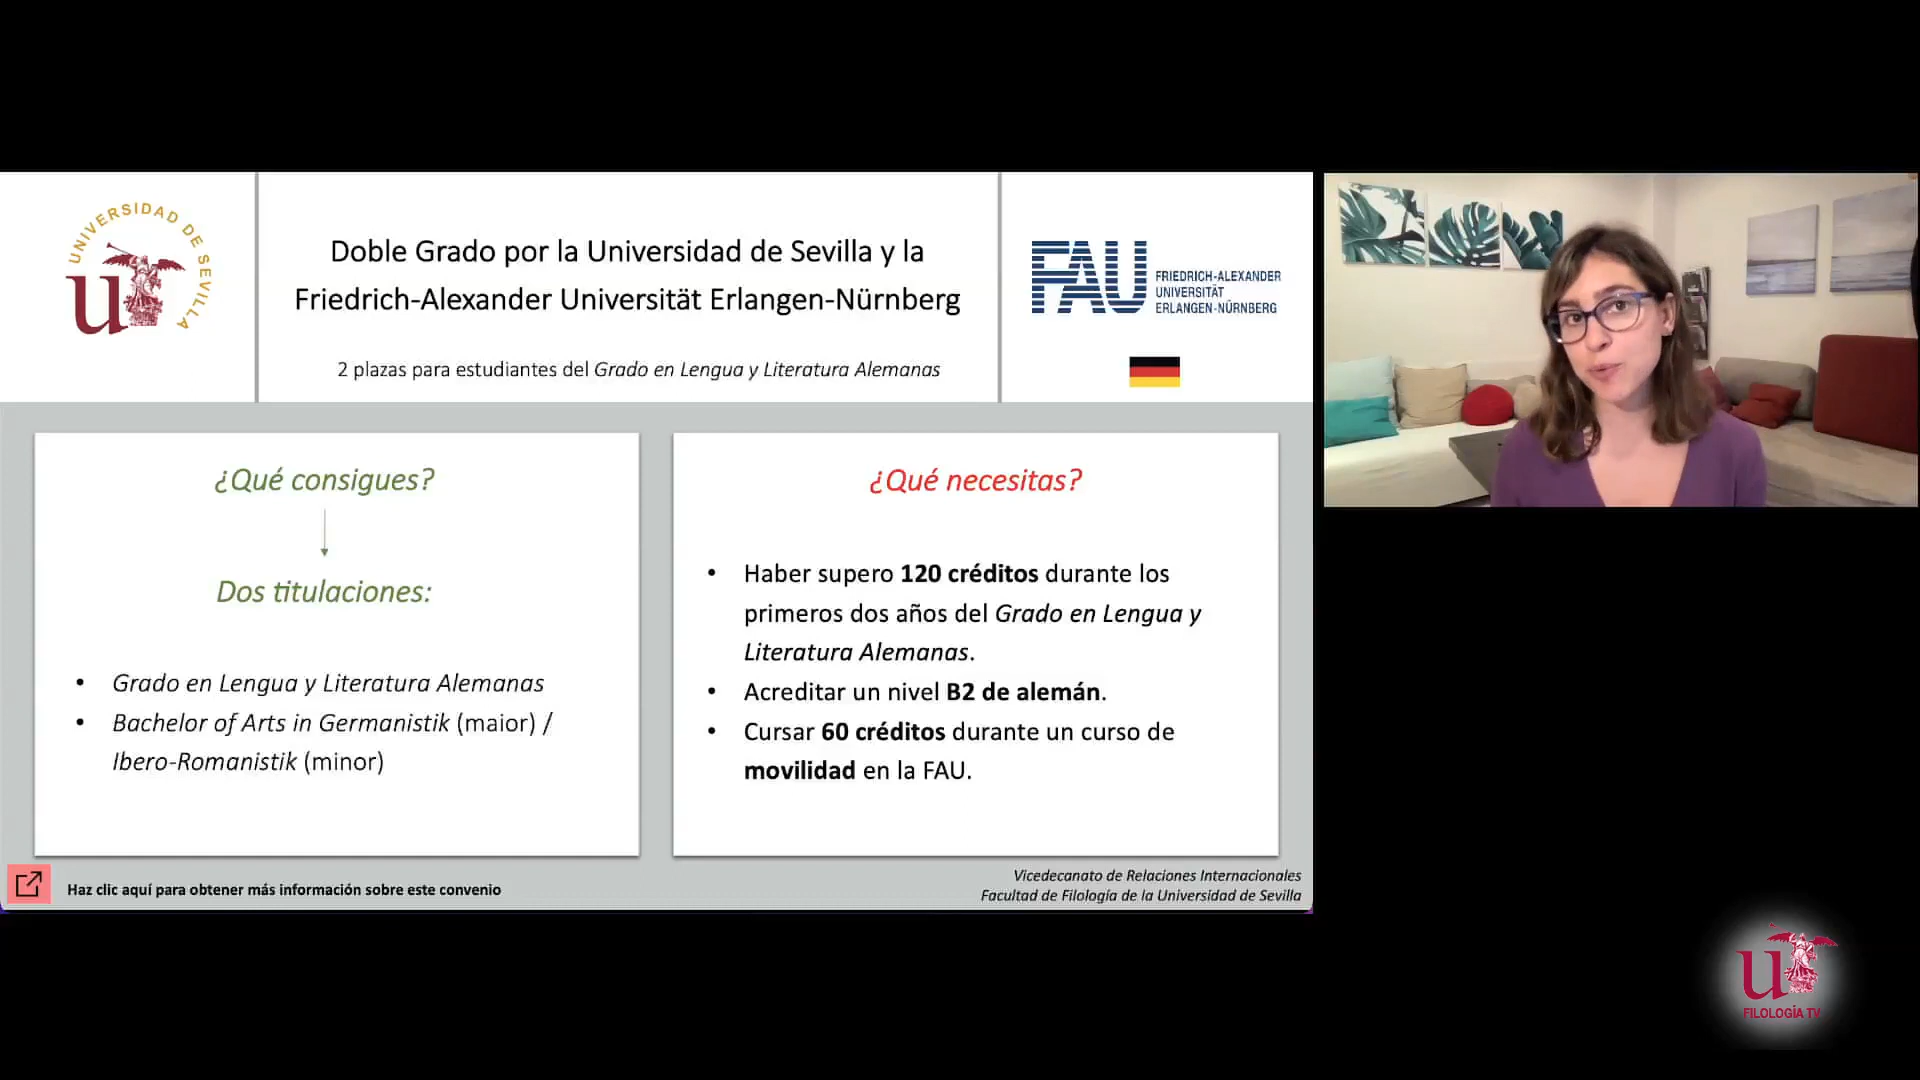 UNIVERSIDAD DE SEVILLA
Doble Grado por la Universidad de Sevilla y la
Friedrich-Alexander Universität Erlangen-Nürnberg
2 plazas para estudiantes del Grado en Lengua y Literatura Alemanas
FAU
FRIEDRICH-ALEXANDER
UNIVERSITÄT
ERLANGEN-NÜRNBERG
¿Qué consigues?
Dos titulaciones:
• Grado en Lengua y Literatura Alemanas
• Bachelor of Arts in Germanistik (maior) /
Ibero-Romanistik (minor)
¿Qué necesitas?
• Haber supero 120 créditos durante los
primeros dos años del Grado en Lengua y
Literatura Alemanas.
• Acreditar un nivel B2 de alemán.
• Cursar 60 créditos durante un curso de
movilidad en la FAU.
Haz clic aquí para obtener más información sobre este convenio
Vicedecanato de Relaciones Internacionales
Facultad de Filología de la Universidad de Sevilla
FILOLOGÍA TV